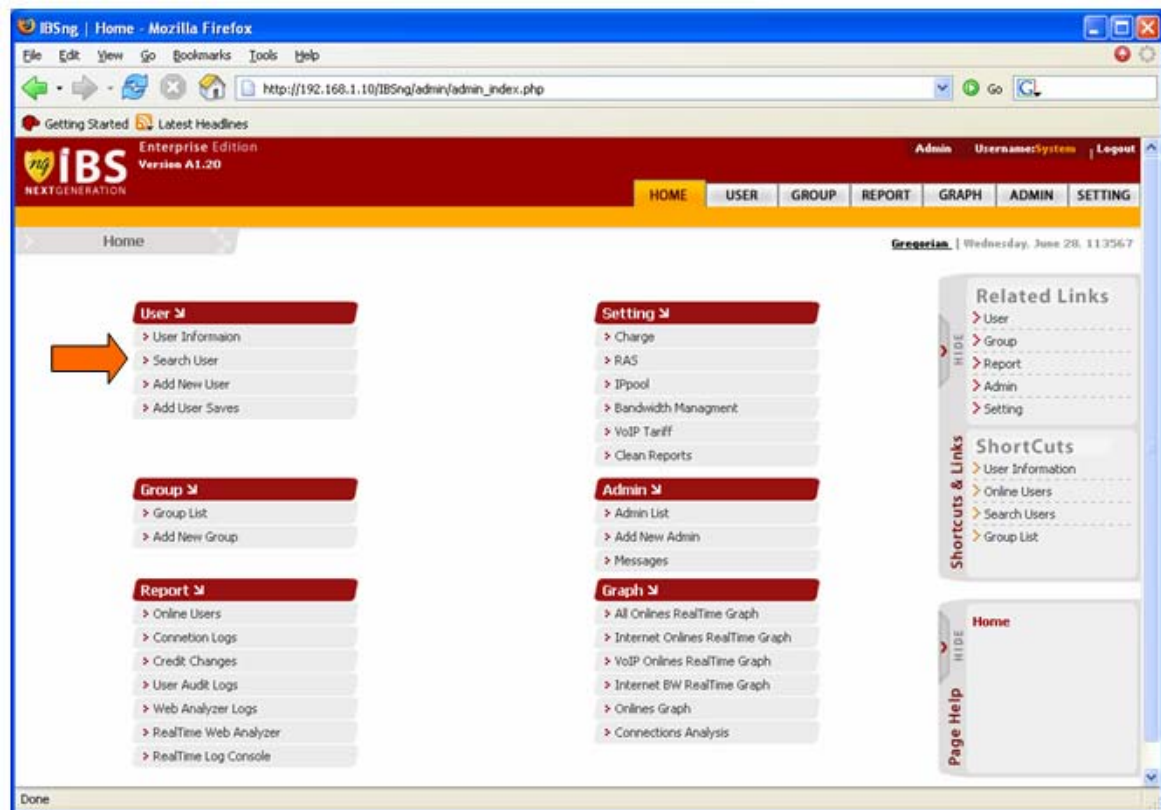 IBSng | Home - Mozilla Firefox
File Edit View Go Bookmarks Tools Help
http://192.168.1.10/IBSng/admin/admin_index.php
Go
G
Getting Started Latest Headlines
ng IBS
NEXTGENERATION
Enterprise Edition
Version A1.20
Admin Username:System | Logout
HOME USER GROUP REPORT GRAPH ADMIN SETTING
Home
Gregorian | Wednesday, June 28, 113567
User
User Informaion
Search User
Add New User
Add User Saves
Group
Group List
Add New Group
Report
Online Users
Connetion Logs
Credit Changes
User Audit Logs
Web Analyzer Logs
RealTime Web Analyzer
RealTime Log Console
Setting
Charge
RAS
IPpool
Bandwidth Managment
VoIP Tariff
Clean Reports
Admin
Admin List
Add New Admin
Messages
Graph
All Onlines RealTime Graph
Internet Onlines RealTime Graph
VoIP Onlines RealTime Graph
Internet BW RealTime Graph
Onlines Graph
Connections Analysis
HIDE
Shortcuts & Links
Related Links
User
Group
Report
Admin
Setting
ShortCuts
User Information
Online Users
Search Users
Group List
HIDE
Page Help
Home
Done